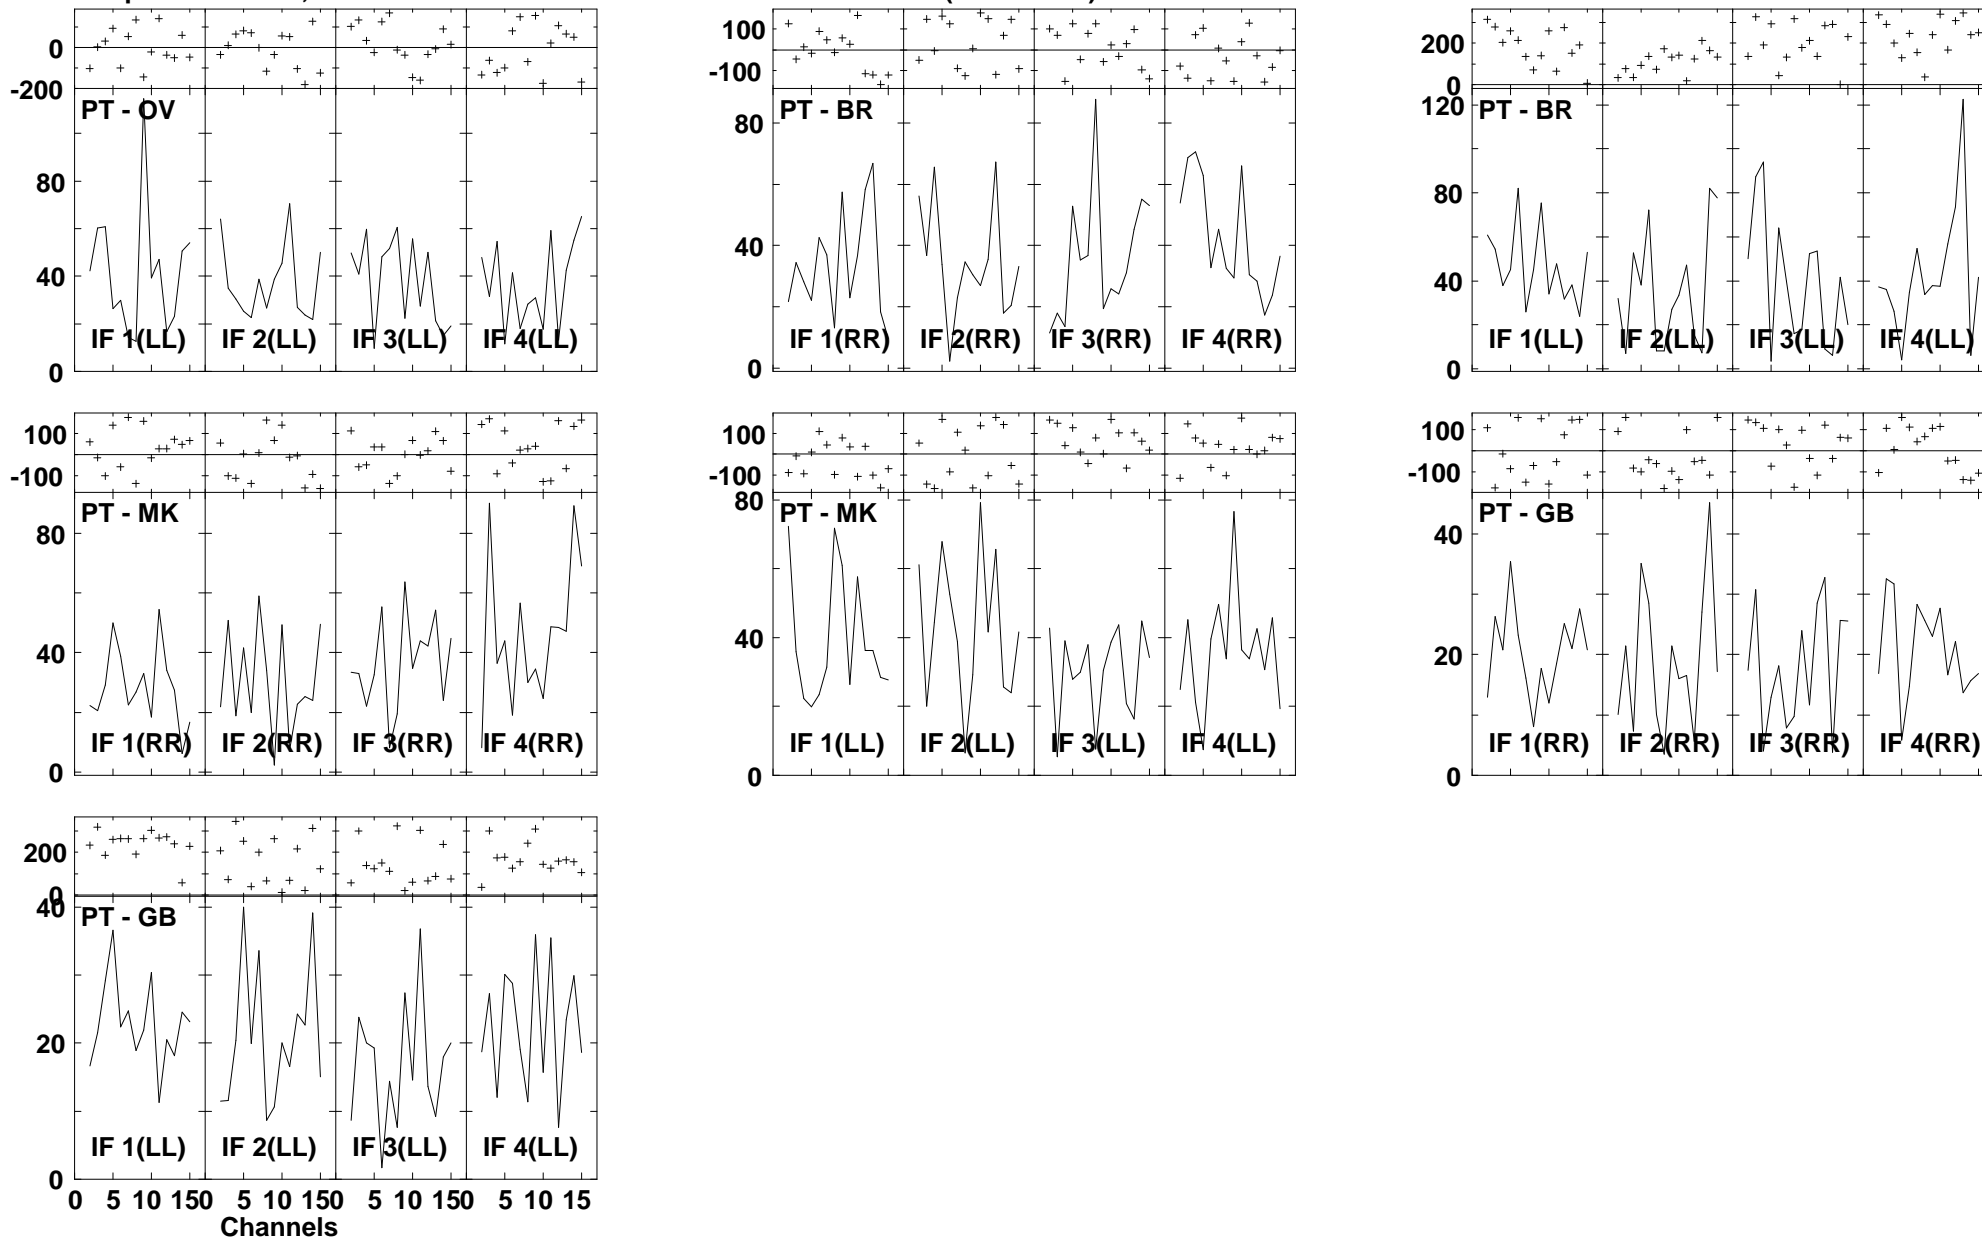 100 200
0 -100 0
-200
PT - OV PT - BR 120 PT - BR
80 80 80
40 40 40
IF 1(LL) IF 2(LL) IF 3(LL) IF 4(LL) IF 1(RR) IF 2(RR) IF 3(RR) IF 4(RR) IF 1(LL) IF 2(LL) IF 3(LL) IF 4(LL)
0 0 0
100 100 100
-100 -100 -100
PT - MK 80 PT - MK PT - GB
80 40
40 40 20
IF 1(RR) IF 2(RR) IF 3(RR) IF 4(RR) IF 1(LL) IF 2(LL) IF 3(LL) IF 4(LL) IF 1(RR) IF 2(RR) IF 3(RR) IF 4(RR)
0 0 0
200
0
40 PT - GB
20
IF 1(LL) IF 2(LL) IF 3(LL) IF 4(LL)
0
0 5 10 15 0 5 10 15 0 5 10 15 0 5 10 15
Channels